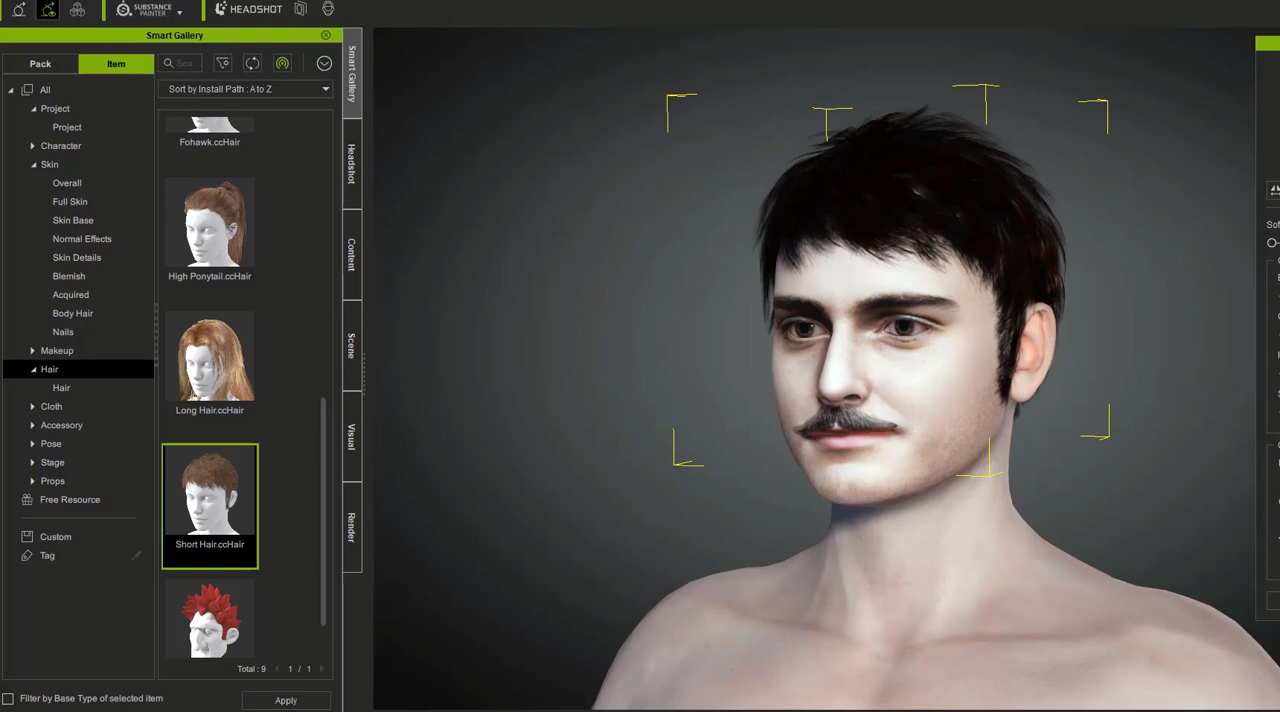 SUBSTANCE
PAINTER
HEADSHOT
Smart Gallery
Pack
Item
Sea
Sort by Install Path : A to Z
All
Project
Project
Character
Skin
Overall
Full Skin
Skin Base
Normal Effects
Skin Details
Blemish
Acquired
Body Hair
Nails
Makeup
Hair
Hair
Cloth
Accessory
Pose
Stage
Props
Free Resource
Custom
Tag
Fohawk.ccHair
High Ponytail.ccHair
Long Hair.ccHair
Short Hair.ccHair
Total : 9
1 / 1
Filter by Base Type of selected item
Apply
Smart Gallery
Headshot
Content
Scene
Visual
Render
Sof